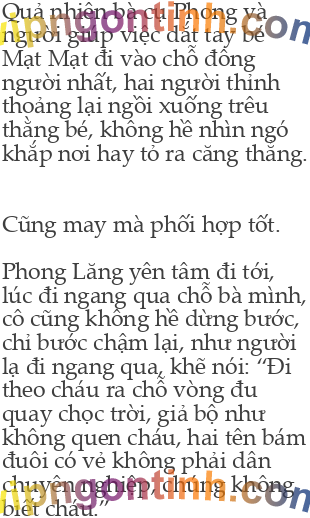 Quả nhiên bà cụ Phong và
người giúp việc dắt tay bé
Mạt Mạt đi vào chỗ đông
người nhất, hai người thỉnh
thoảng lại ngồi xuống trêu
thằng bé, không hề nhìn ngó
khắp nơi hay tỏ ra căng thẳng.
Cũng may mà phối hợp tốt.
Phong Lăng yên tâm đi tới,
lúc đi ngang qua chỗ bà mình,
cô cũng không hề dừng bước,
chỉ bước chậm lại, như người
lạ đi ngang qua, khẽ nói: “Đi
theo cháu ra chỗ vòng đu
quay chọc trời, giả bộ như
không quen cháu, hai tên bám
đuôi có vẻ không phải dân
chuyên nghiệp, chúng không
biết cháu.”
ngontinh.com
ngontinh.com